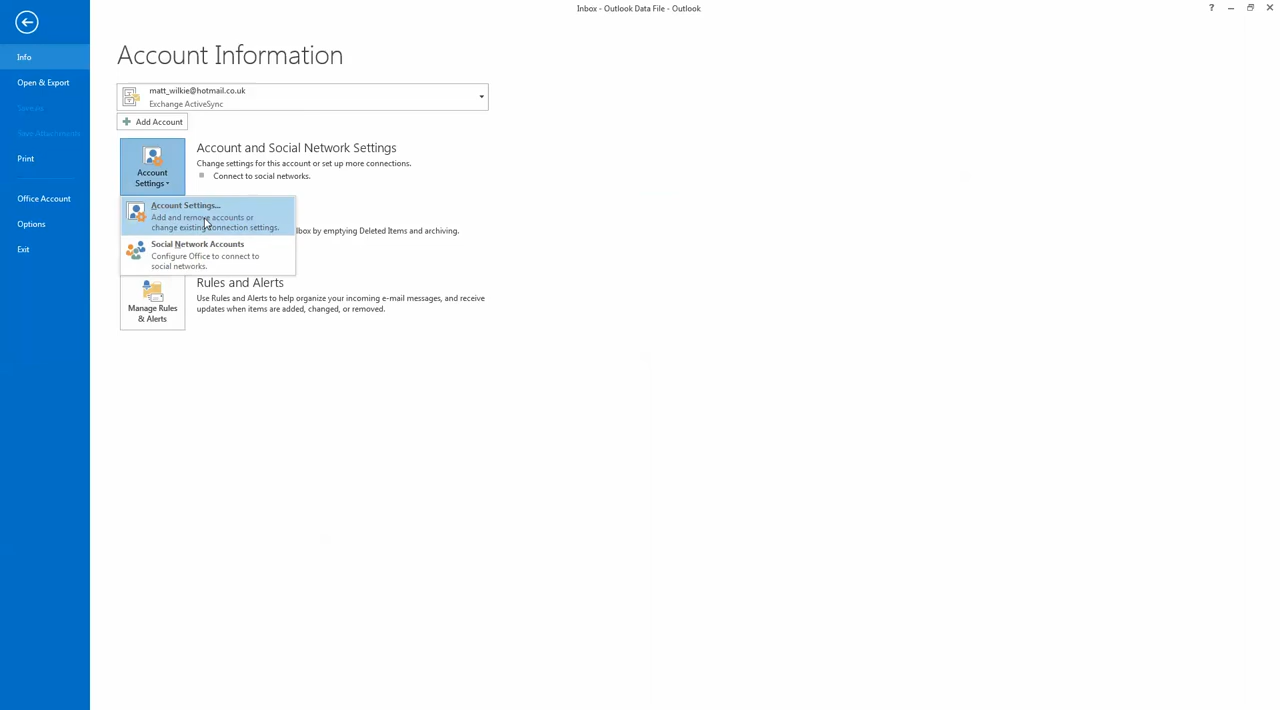 Inbox - Outlook Data File - Outlook
?
Info
Open & Export
Save As
Save Attachments
Print
Office Account
Options
Exit
Account Information
matt_wilkie@hotmail.co.uk
Exchange ActiveSync
Add Account
Account
Settings
Account and Social Network Settings
Change settings for this account or set up more connections.
Connect to social networks.
Account Settings...
Add and remove accounts or
change existing connection settings.
Social Network Accounts
Configure Office to connect to
social networks.
lbox by emptying Deleted Items and archiving.
Manage Rules
& Alerts
Rules and Alerts
Use Rules and Alerts to help organize your incoming e-mail messages, and receive
updates when items are added, changed, or removed.